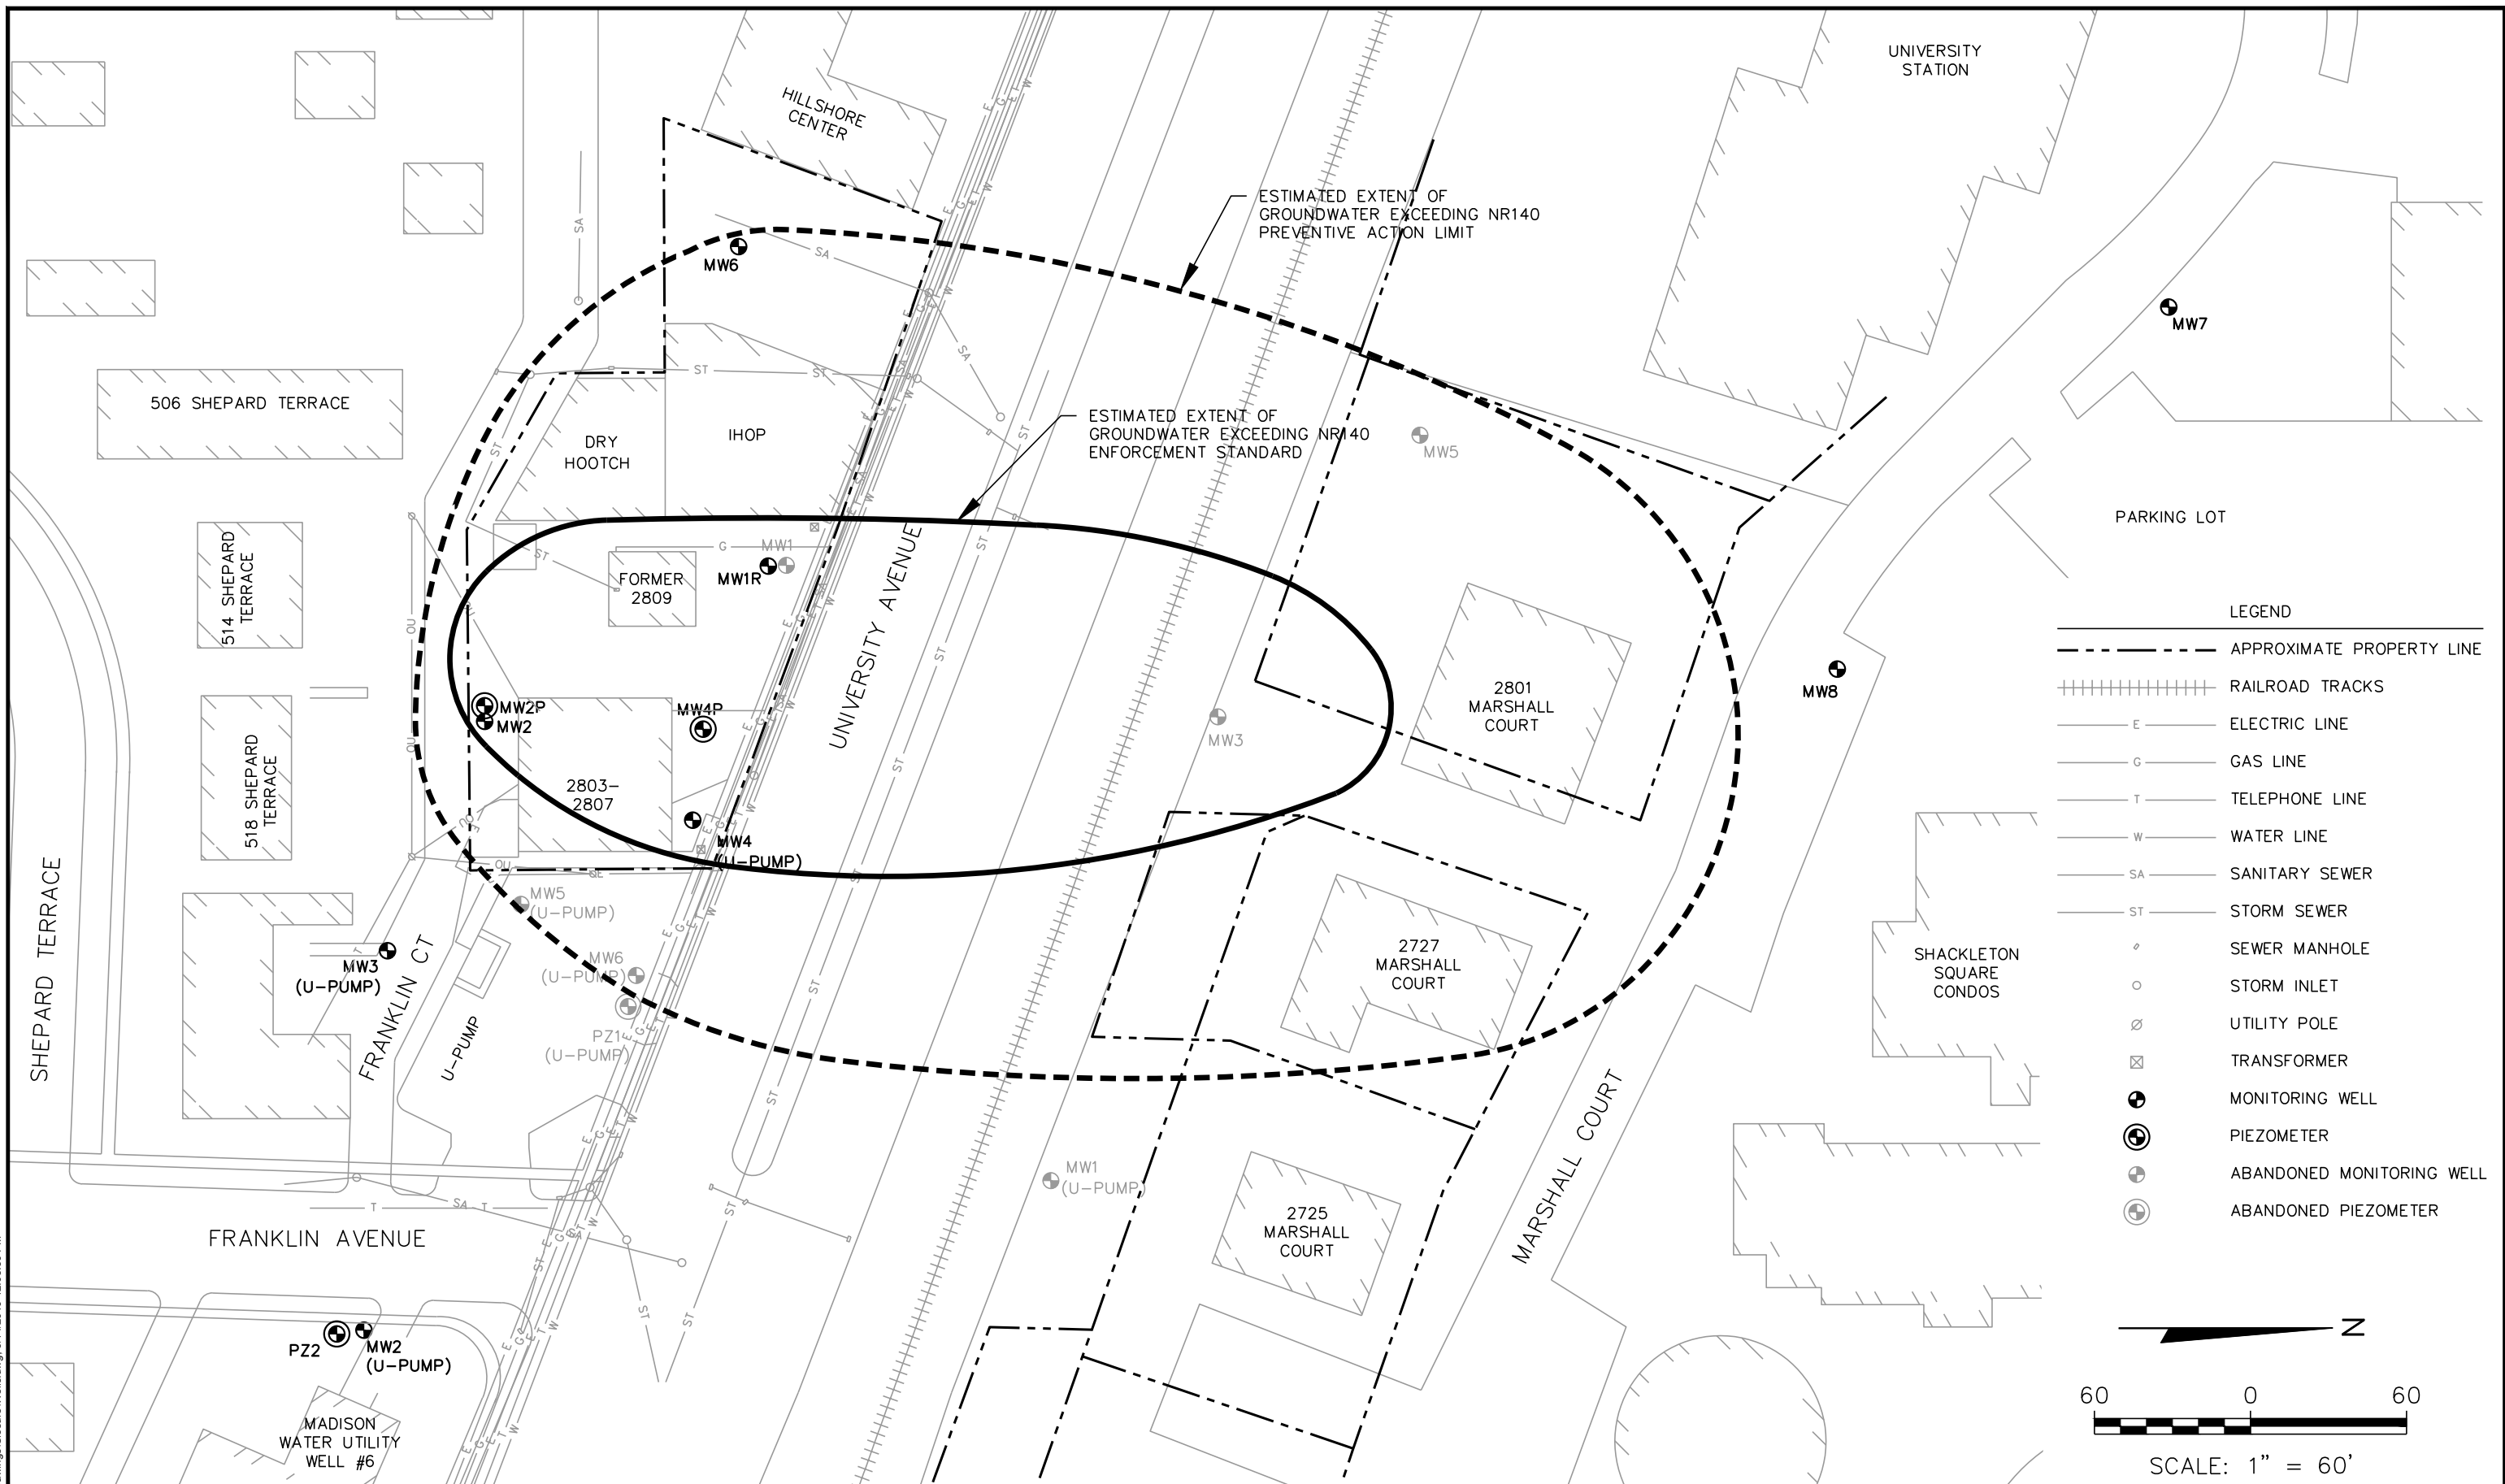 UNIVERSITY
STATION
HILLSHORE
CENTER
ESTIMATED EXTENT OF
GROUNDWATER EXCEEDING NR140
PREVENTIVE ACTION LIMIT
MW6
MW7
506 SHEPARD TERRACE
DRY
HOOTCH
IHOP
ESTIMATED EXTENT OF
GROUNDWATER EXCEEDING NR140
ENFORCEMENT STANDARD
MW5
PARKING LOT
514 SHEPARD
TERRACE
FORMER
2809
MW1
MW1R
UNIVERSITY AVENUE
MW2P
MW2
MW4P
MW3
2801
MARSHALL
COURT
MW8
518 SHEPARD
TERRACE
2803-
2807
MW4
(U-PUMP)
MW5
(U-PUMP)
SHEPARD TERRACE
MW3
(U-PUMP)
FRANKLIN CT
U-PUMP
MW6
(U-PUMP)
PZ1
(U-PUMP)
2727
MARSHALL
COURT
SHACKLETON
SQUARE
CONDOS
MW1
(U-PUMP)
2725
MARSHALL
COURT
MARSHALL COURT
FRANKLIN AVENUE
PZ2
MW2
(U-PUMP)
MADISON
WATER UTILITY
WELL #6
LEGEND
APPROXIMATE PROPERTY LINE
RAILROAD TRACKS
E ELECTRIC LINE
G GAS LINE
T TELEPHONE LINE
W WATER LINE
SA SANITARY SEWER
ST STORM SEWER
SEWER MANHOLE
STORM INLET
UTILITY POLE
TRANSFORMER
MONITORING WELL
PIEZOMETER
ABANDONED MONITORING WELL
ABANDONED PIEZOMETER
N
60 0 60
SCALE: 1" = 60'